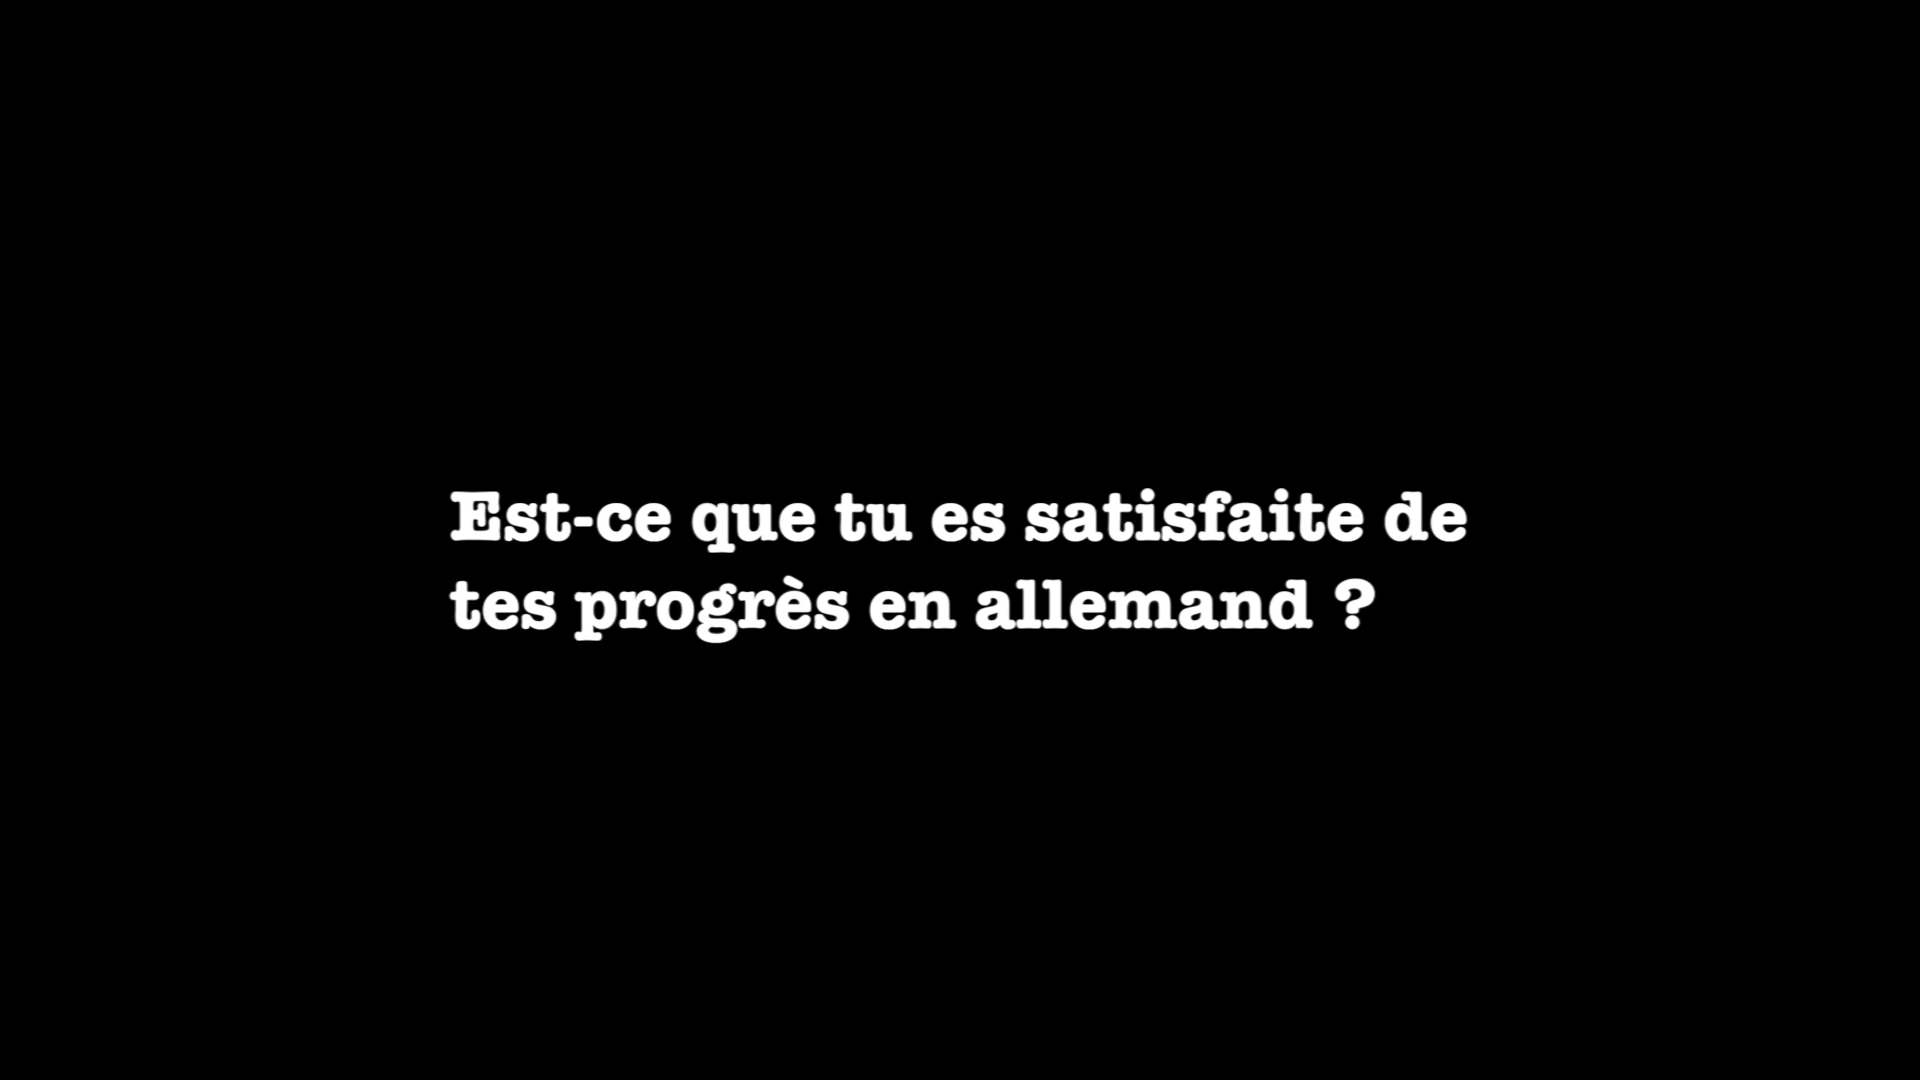 Est-ce que tu es satisfaite de
tes progrès en allemand ?